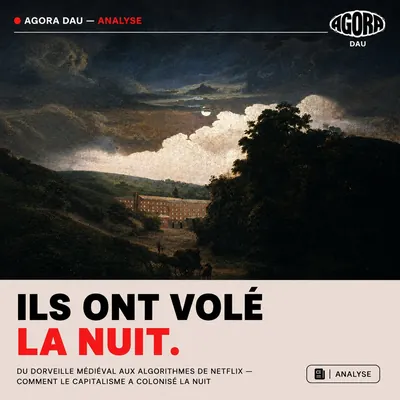 AGORA DAU — ANALYSE
AGORA
DAU
ILS ONT VOLÉ
LA NUIT.
DU DORVEILLE MÉDIÉVAL AUX ALGORITHMES DE NETFLIX —
COMMENT LE CAPITALISME A COLONISÉ LA NUIT
ANALYSE